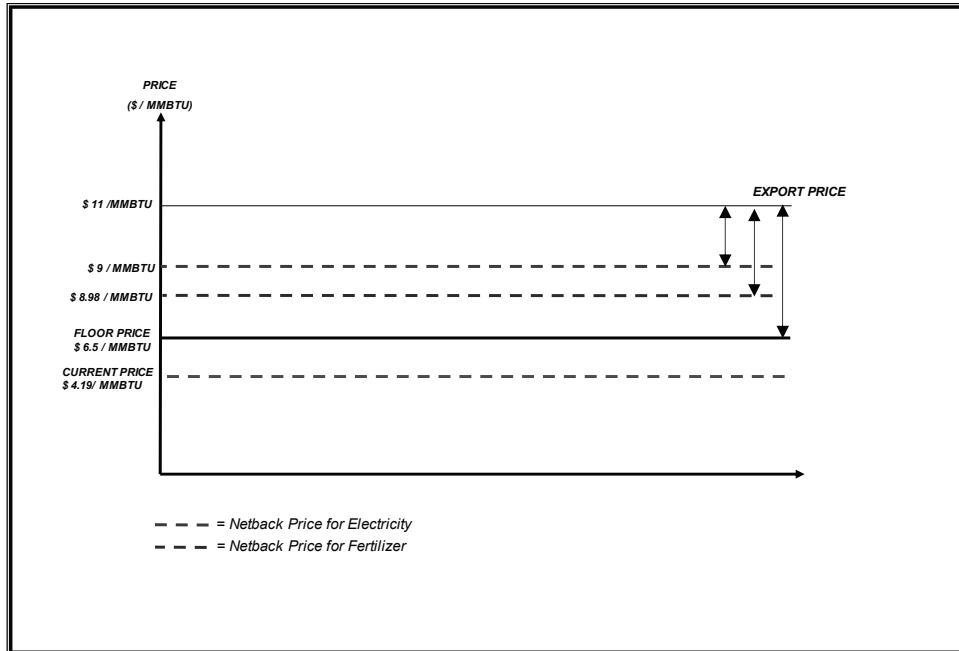 PRICE
($ / MMBTU)
$ 11 /MMBTU
EXPORT PRICE
$ 9 / MMBTU
$ 8.98 / MMBTU
FLOOR PRICE
$ 6.5 / MMBTU
CURRENT PRICE
$ 4.19/ MMBTU
= Netback Price for Electricity
= Netback Price for Fertilizer